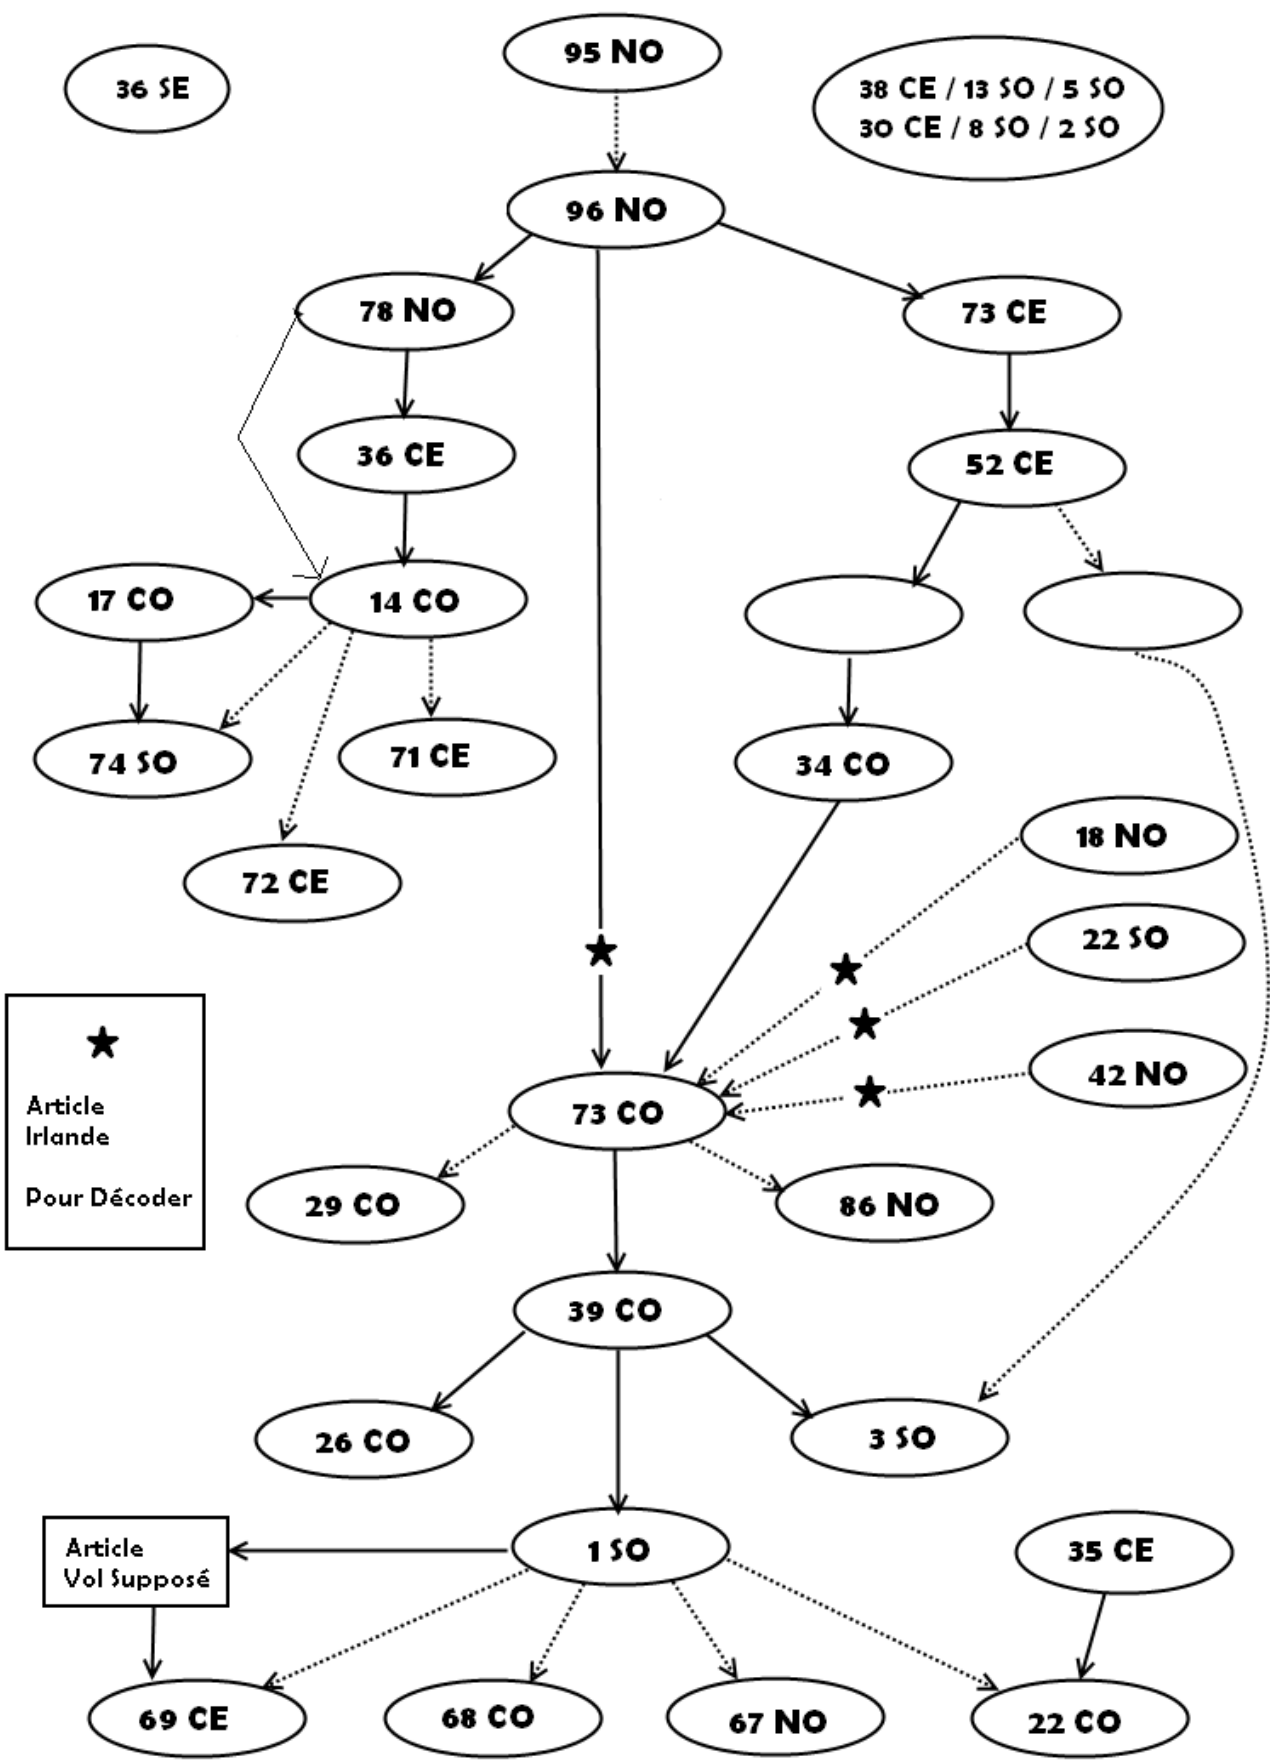 95 NO
36 SE
38 CE / 13 SO / 5 SO
30 CE / 8 SO / 2 SO
96 NO
78 NO
73 CE
36 CE
52 CE
17 CO
14 CO
74 SO
71 CE
34 CO
72 CE
18 NO
22 SO
Article
Irlande
Pour Décoder
42 NO
73 CO
29 CO
86 NO
39 CO
26 CO
3 SO
Article
Vol Supposé
1 SO
35 CE
69 CE
68 CO
67 NO
22 CO